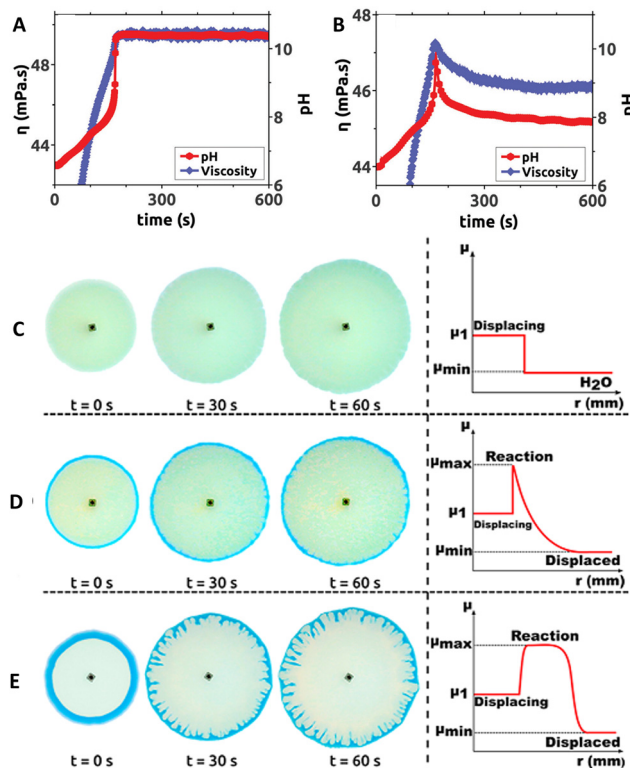 A
B
η (mPa.s)
48
46
44
10
8
6
pH
pH
Viscosity
0
300
600
time (s)
η (mPa.s)
48
46
44
10
8
6
pH
pH
Viscosity
0
300
600
time (s)
C
t = 0 s
t = 30 s
t = 60 s
μ
μ1
Displacing
μmin
H2O
r (mm)
D
t = 0 s
t = 30 s
t = 60 s
μ
Reaction
μmax
μ1
Displacing
μmin
Displaced
r (mm)
E
t = 0 s
t = 30 s
t = 60 s
μ
Reaction
μmax
μ1
Displacing
μmin
Displaced
r (mm)